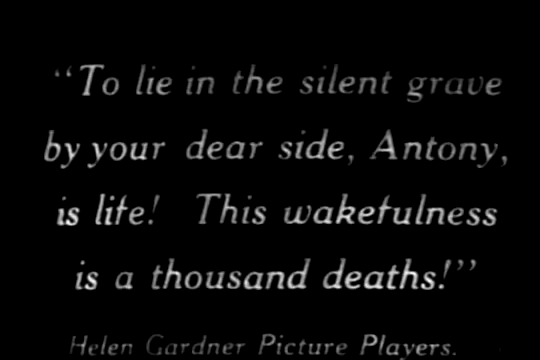 "To lie in the silent grave
by your dear side, Antony,
is life!  This wakefulness
is a thousand deaths!"
Helen Gardner Picture Players.